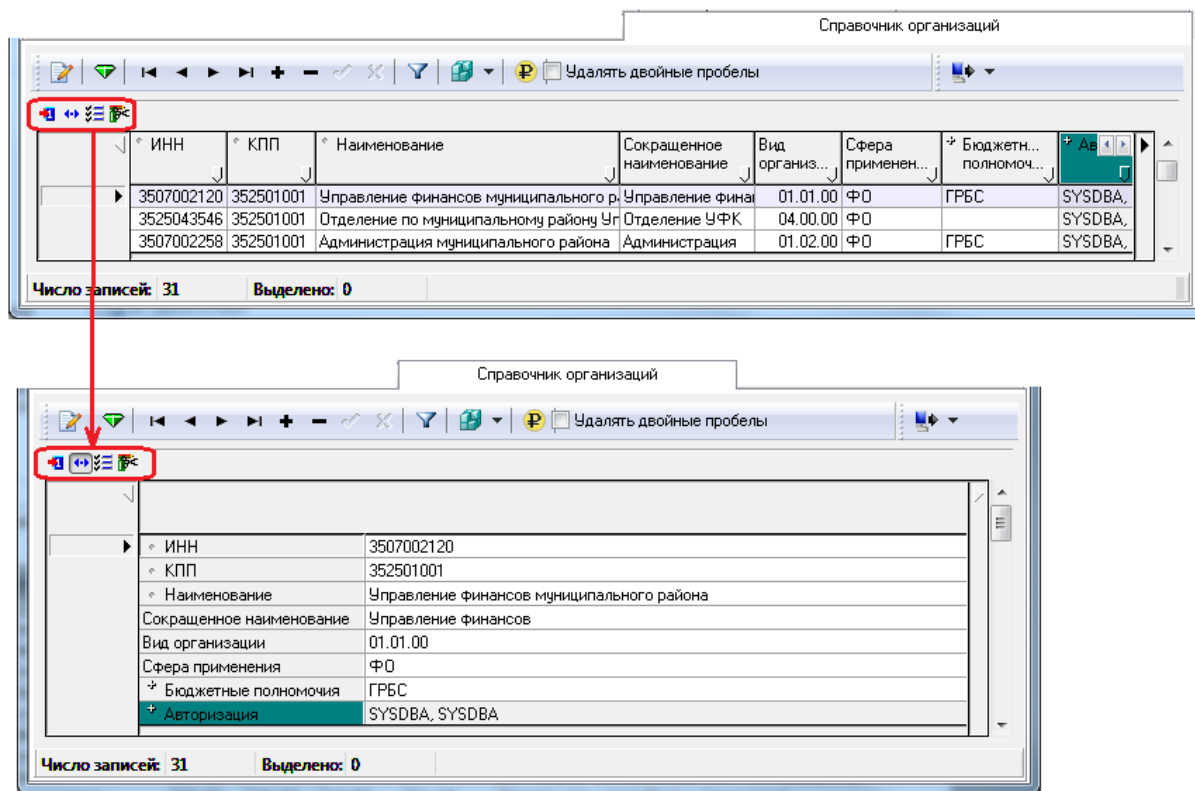 Справочник организаций
Удалять двойные пробелы
ИНН КПП Наименование Сокращенное наименование Вид организ... Сфера применен... Бюджетн... полномоч... Ав
3507002120 352501001 Управление финансов муниципального р Управление фина 01.01.00 ФО ГРБС SYSDBA,
3525043546 352501001 Отделение по муниципальному району Уг Отделение УФК 04.00.00 ФО SYSDBA,
3507002258 352501001 Администрация муниципального района Администрация 01.02.00 ФО ГРБС SYSDBA,
Число записей: 31 Выделено: 0
Справочник организаций
Удалять двойные пробелы
ИНН 3507002120
КПП 352501001
Наименование Управление финансов муниципального района
Сокращенное наименование Управление финансов
Вид организации 01.01.00
Сфера применения ФО
Бюджетные полномочия ГРБС
Авторизация SYSDBA, SYSDBA
Число записей: 31 Выделено: 0